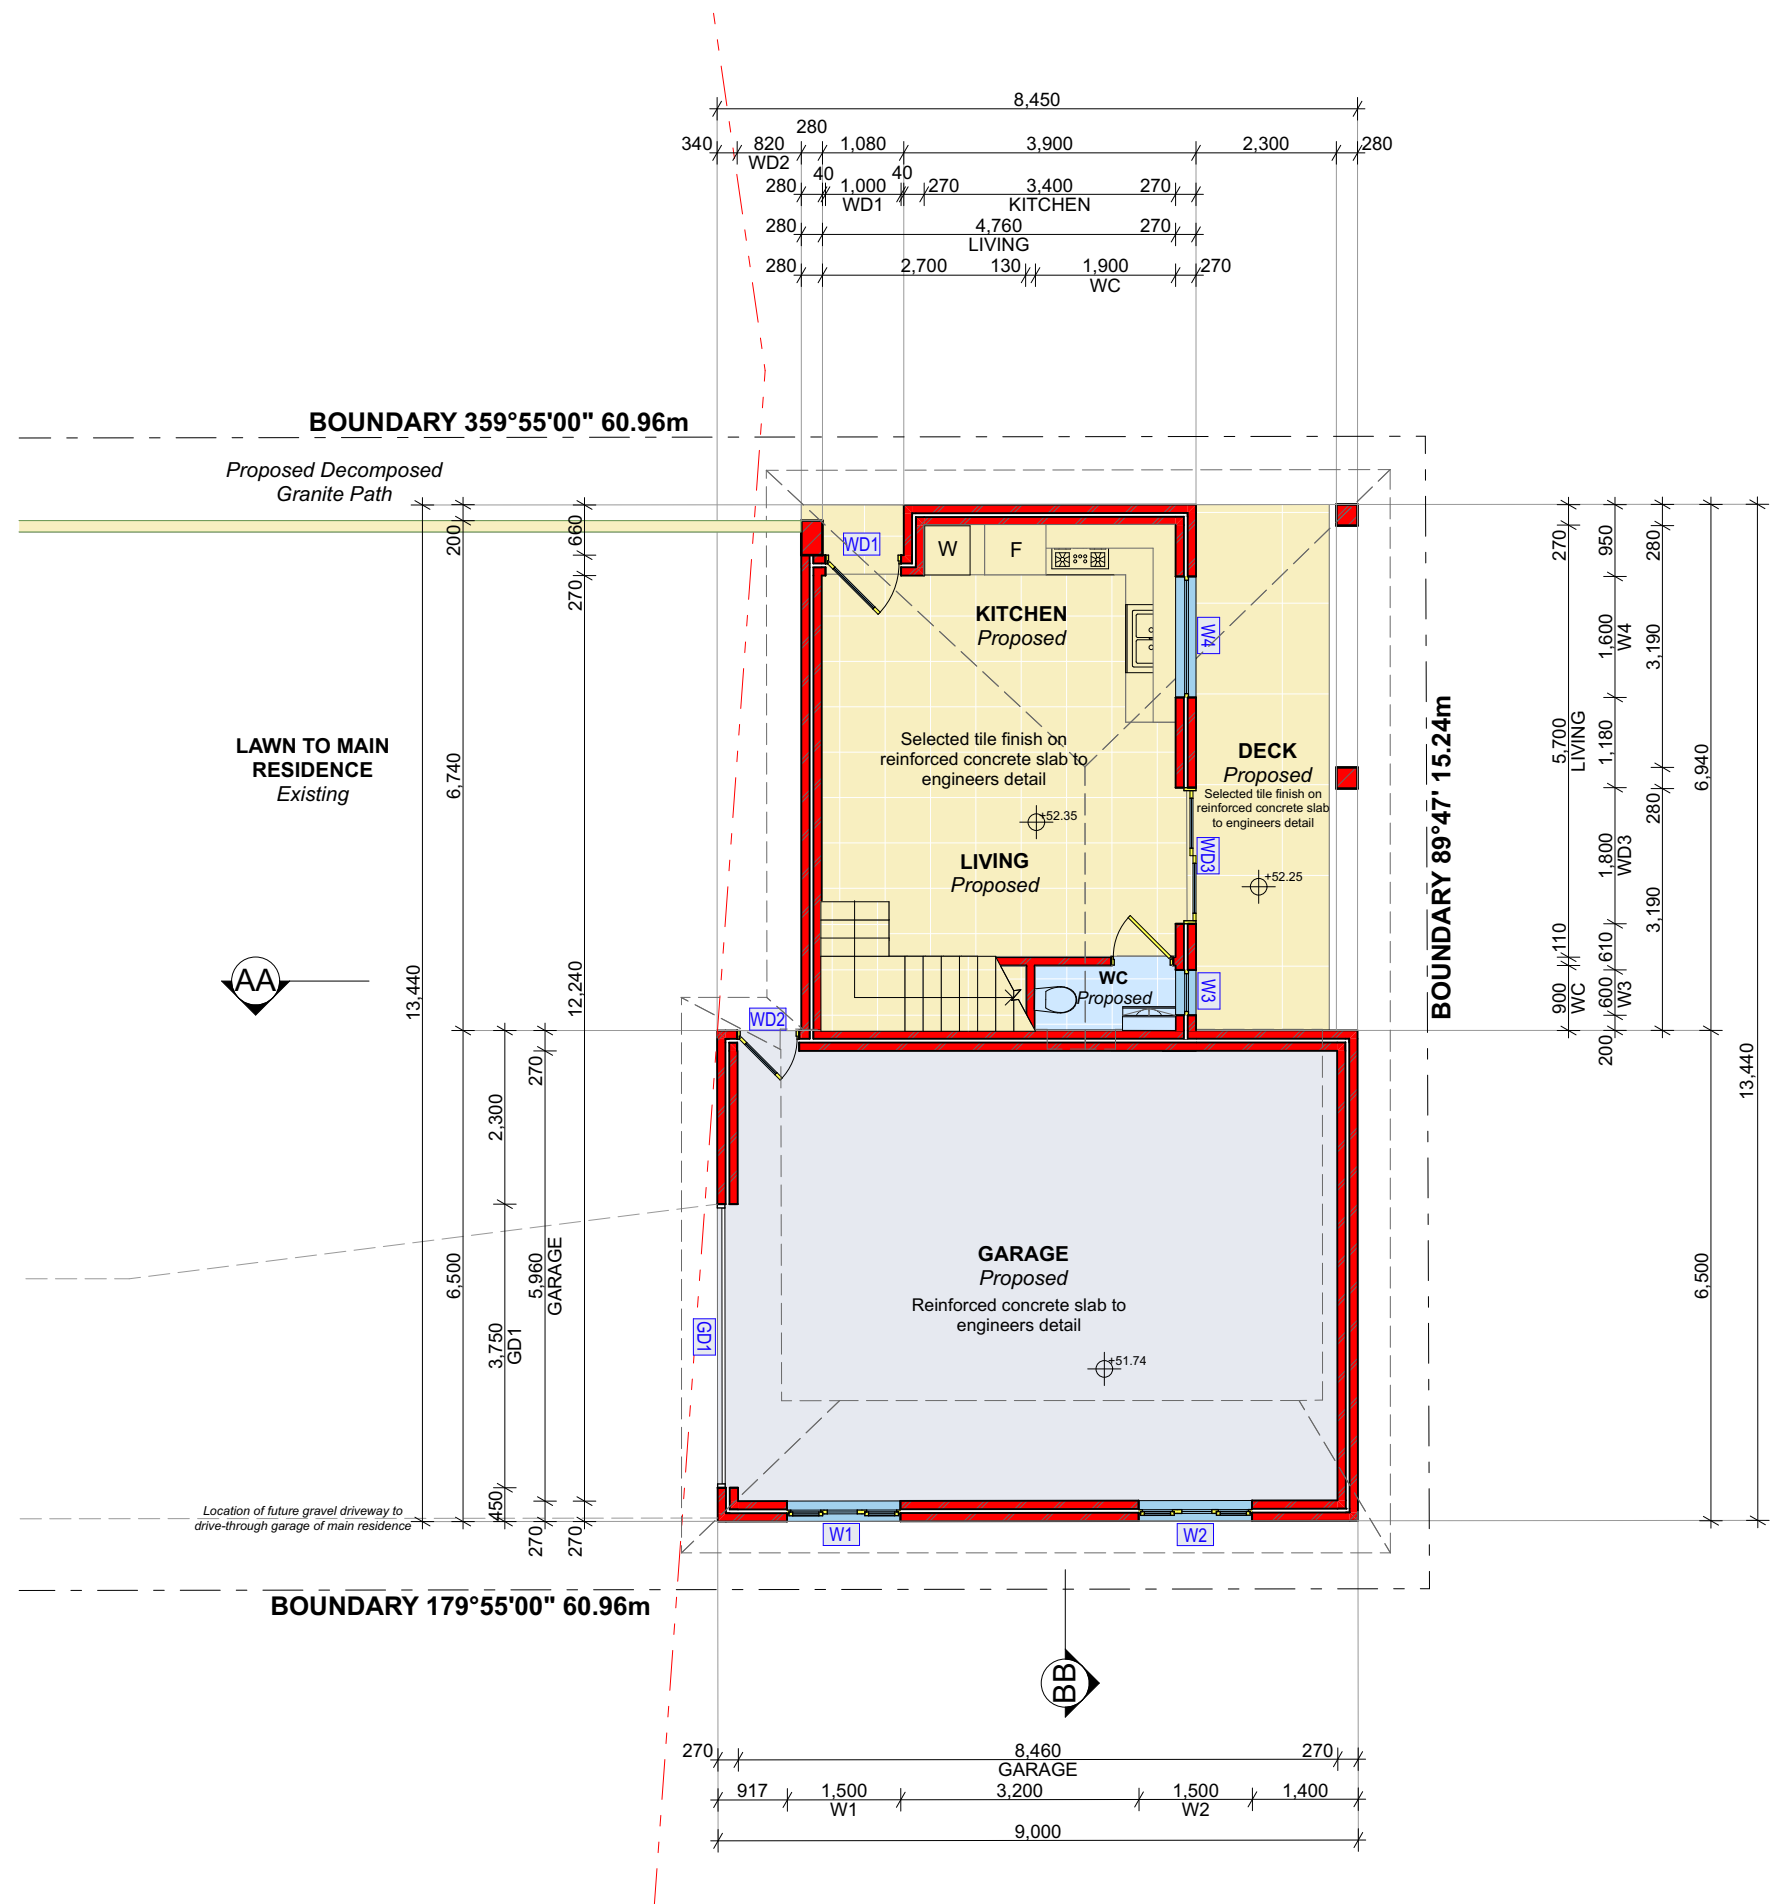 8,450
280
340
820
1,080
3,900
2,300
280
WD2
40
40
280
1,000
270
3,400
270
WD1
KITCHEN
280
4,760
270
LIVING
280
2,700
130
1,900
270
WC
BOUNDARY 359°55'00" 60.96m
Proposed Decomposed
Granite Path
200
660
270
6,740
13,440
12,240
LAWN TO MAIN
RESIDENCE
Existing
AA
WD1
W
F
KITCHEN
Proposed
W4
Selected tile finish on
reinforced concrete slab to
engineers detail
+52.35
LIVING
Proposed
DECK
Proposed
Selected tile finish on
reinforced concrete slab
to engineers detail
WD3
+52.25
WC
Proposed
W3
WD2
BOUNDARY 89°47' 15.24m
270
950
280
1,600
W4
3,190
5,700
LIVING
1,180
6,940
280
1,800
WD3
3,190
110
610
900
WC
600
W3
200
13,440
6,500
270
2,300
6,500
5,960
GARAGE
3,750
GD1
450
270
270
GD1
GARAGE
Proposed
Reinforced concrete slab to
engineers detail
+51.74
Location of future gravel driveway to
drive-through garage of main residence
W1
W2
BOUNDARY 179°55'00" 60.96m
BB
270
8,460
270
GARAGE
917
1,500
3,200
1,500
1,400
W1
W2
9,000